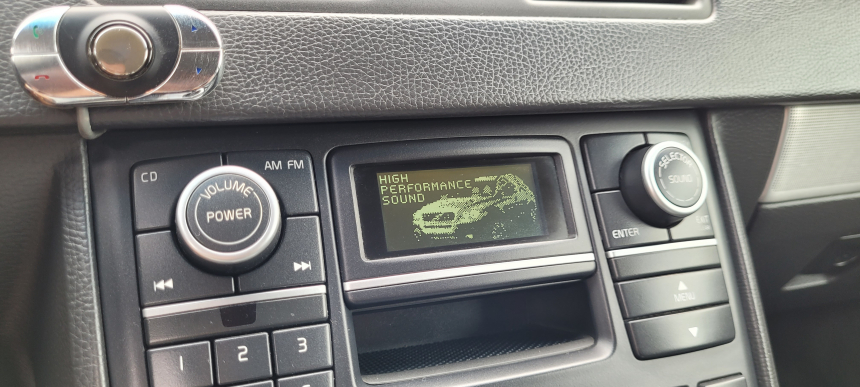 CD
AM FM
VOLUME
POWER
HIGH
PERFORMANCE
SOUND
SELECTOR
SOUND
ENTER
EXIT
MENU
1
2
3